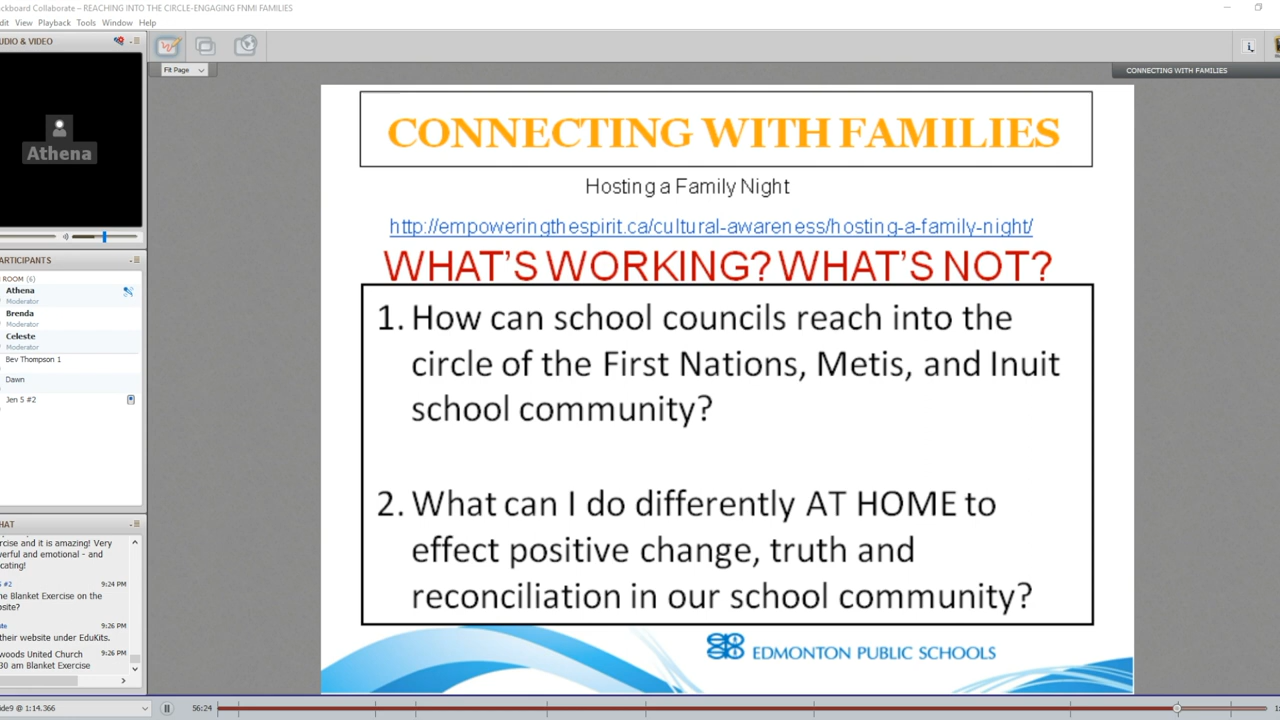 ckboard Collaborate – REACHING INTO THE CIRCLE-ENGAGING FNMI FAMILIES
dit View Playback Tools Window Help
UDIO & VIDEO
Fit Page
CONNECTING WITH FAMILIES
Athena
CONNECTING WITH FAMILIES
Hosting a Family Night
http://empoweringthespirit.ca/cultural-awareness/hosting-a-family-night/
WHAT'S WORKING? WHAT'S NOT?
1. How can school councils reach into the
circle of the First Nations, Metis, and Inuit
school community?
2. What can I do differently AT HOME to
effect positive change, truth and
reconciliation in our school community?
EDMONTON PUBLIC SCHOOLS
ARTICIPANTS
ROOM (6)
Athena
Moderator
Brenda
Moderator
Celeste
Moderator
Bev Thompson 1
Dawn
Jen S #2
HAT
rcise and it is amazing! Very
werful and emotional - and
cating!
S #2 9:24 PM
he Blanket Exercise on the
bsite?
9:26 PM
their website under EduKits.
woods United Church 9:26 PM
30 am Blanket Exercise
ide9 @ 1:14.366
56:24